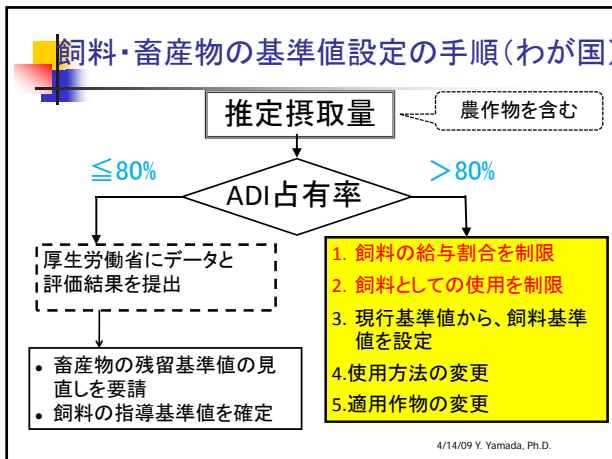 飼料・畜産物の基準値設定の手順(わが国)
推定摂取量
農作物を含む
≦80%
ADI占有率
＞80%
厚生労働省にデータと
評価結果を提出
• 畜産物の残留基準値の見
直しを要請
• 飼料の指導基準値を確定
1. 飼料の給与割合を制限
2. 飼料としての使用を制限
3. 現行基準値から、飼料基準
値を設定
4.使用方法の変更
5.適用作物の変更
4/14/09 Y. Yamada, Ph.D.